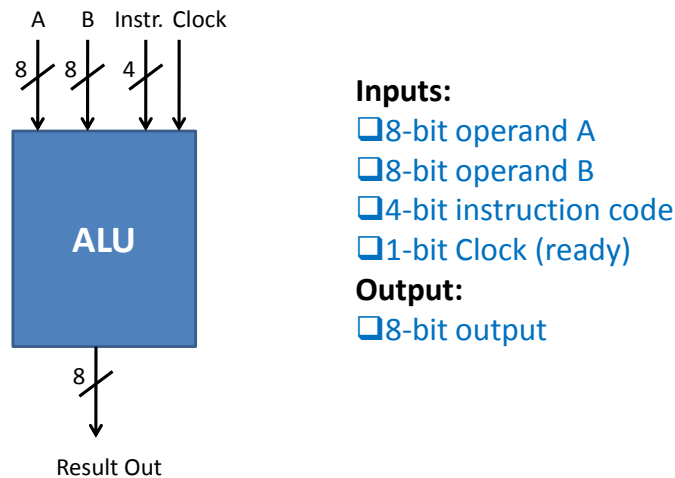 A B Instr. Clock
8 8 4
ALU
8
Result Out
Inputs:
❑8-bit operand A
❑8-bit operand B
❑4-bit instruction code
❑1-bit Clock (ready)
Output:
❑8-bit output